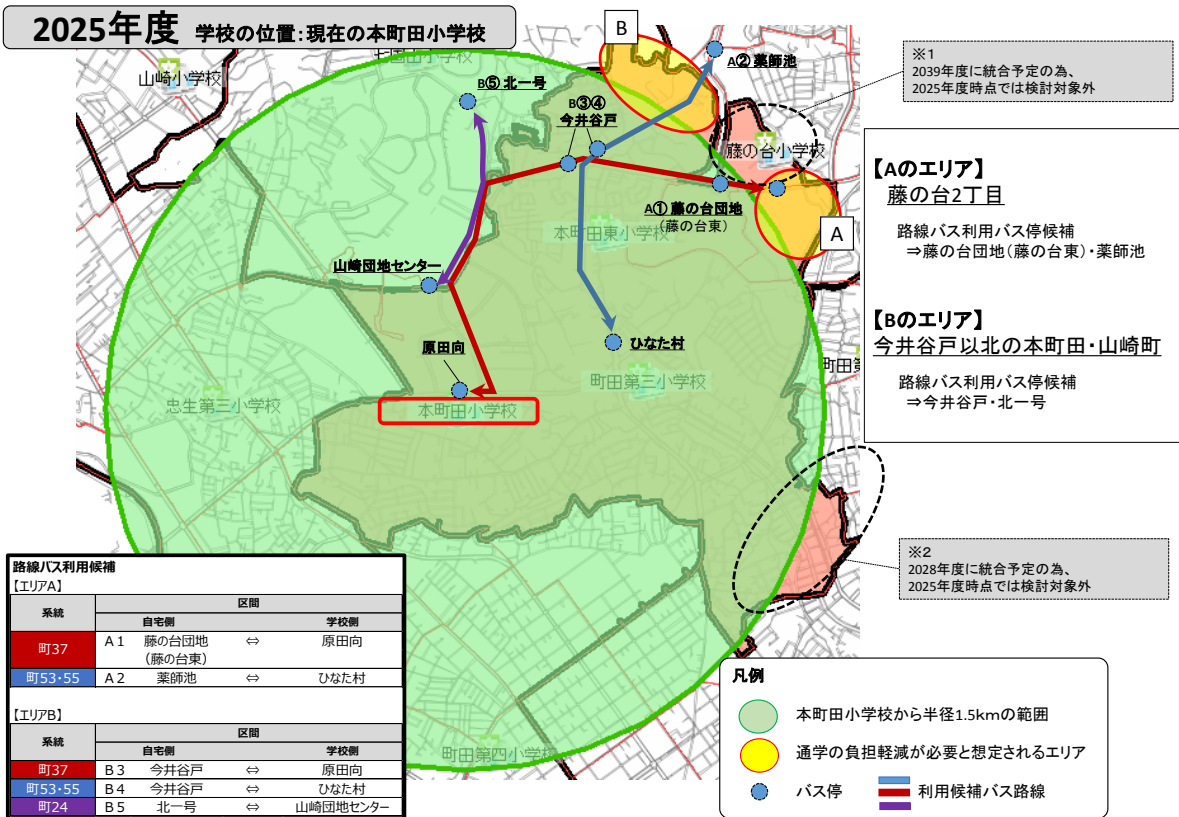 2025年度 学校の位置：現在の本町田小学校
B
七国山小学校
山崎小学校
A② 薬師池
B⑤ 北一号
B③④
今井谷戸
藤の台小学校
A① 藤の台団地
（藤の台東）
A
本町田東小学校
山崎団地センター
ひなた村
原田向
町田第三小学校
町田第
忠生第三小学校
本町田小学校
町田第四小学校
※1
2039年度に統合予定の為、
2025年度時点では検討対象外
【Aのエリア】
藤の台2丁目
路線バス利用バス停候補
⇒藤の台団地（藤の台東）・薬師池
【Bのエリア】
今井谷戸以北の本町田・山崎町
路線バス利用バス停候補
⇒今井谷戸・北一号
※2
2028年度に統合予定の為、
2025年度時点では検討対象外
路線バス利用候補
【エリアA】
系統 区間
自宅側 学校側
町37 A1 藤の台団地 ⇔ 原田向
（藤の台東）
町53・55 A2 薬師池 ⇔ ひなた村
【エリアB】
系統 区間
自宅側 学校側
町37 B3 今井谷戸 ⇔ 原田向
町53・55 B4 今井谷戸 ⇔ ひなた村
町24 B5 北一号 ⇔ 山崎団地センター
凡例
本町田小学校から半径1.5kmの範囲
通学の負担軽減が必要と想定されるエリア
バス停 利用候補バス路線